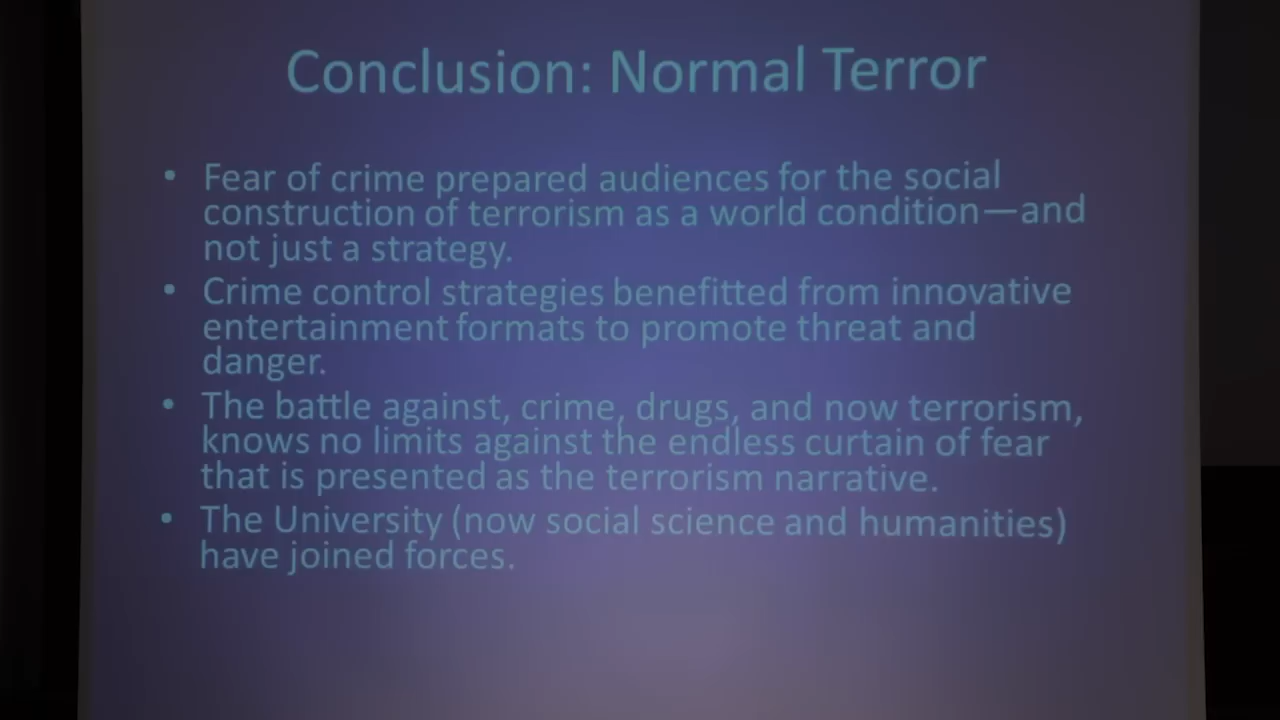 Conclusion: Normal Terror
• Fear of crime prepared audiences for the social
construction of terrorism as a world condition—and
not just a strategy.
• Crime control strategies benefitted from innovative
entertainment formats to promote threat and
danger.
• The battle against, crime, drugs, and now terrorism,
knows no limits against the endless curtain of fear
that is presented as the terrorism narrative.
• The University (now social science and humanities)
have joined forces.